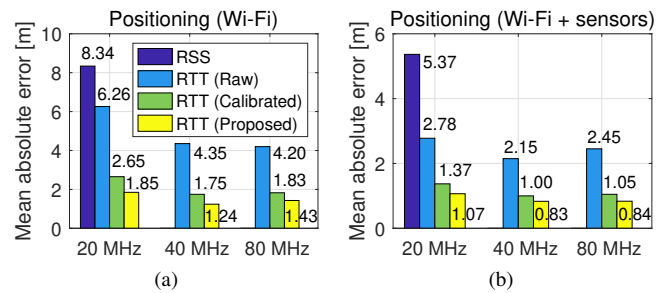 Positioning (Wi-Fi)
Mean absolute error [m]
10
8
6
4
2
0
8.34
6.26
2.65
1.85
4.35
1.75
1.24
4.20
1.83
1.43
RSS
RTT (Raw)
RTT (Calibrated)
RTT (Proposed)
20 MHz 40 MHz 80 MHz
(a)
Positioning (Wi-Fi + sensors)
Mean absolute error [m]
6
4
2
0
5.37
2.78
1.37
1.07
2.15
1.00
0.83
2.45
1.05
0.84
20 MHz 40 MHz 80 MHz
(b)